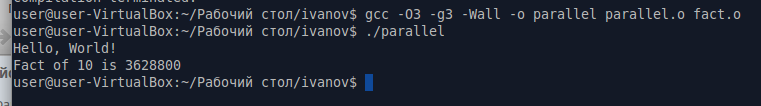 compilation terminated.
user@user-VirtualBox:~/Рабочий стол/ivanov$ gcc -O3 -g3 -Wall -o parallel parallel.o fact.o
user@user-VirtualBox:~/Рабочий стол/ivanov$ ./parallel
Hello, World!
Fact of 10 is 3628800
user@user-VirtualBox:~/Рабочий стол/ivanov$